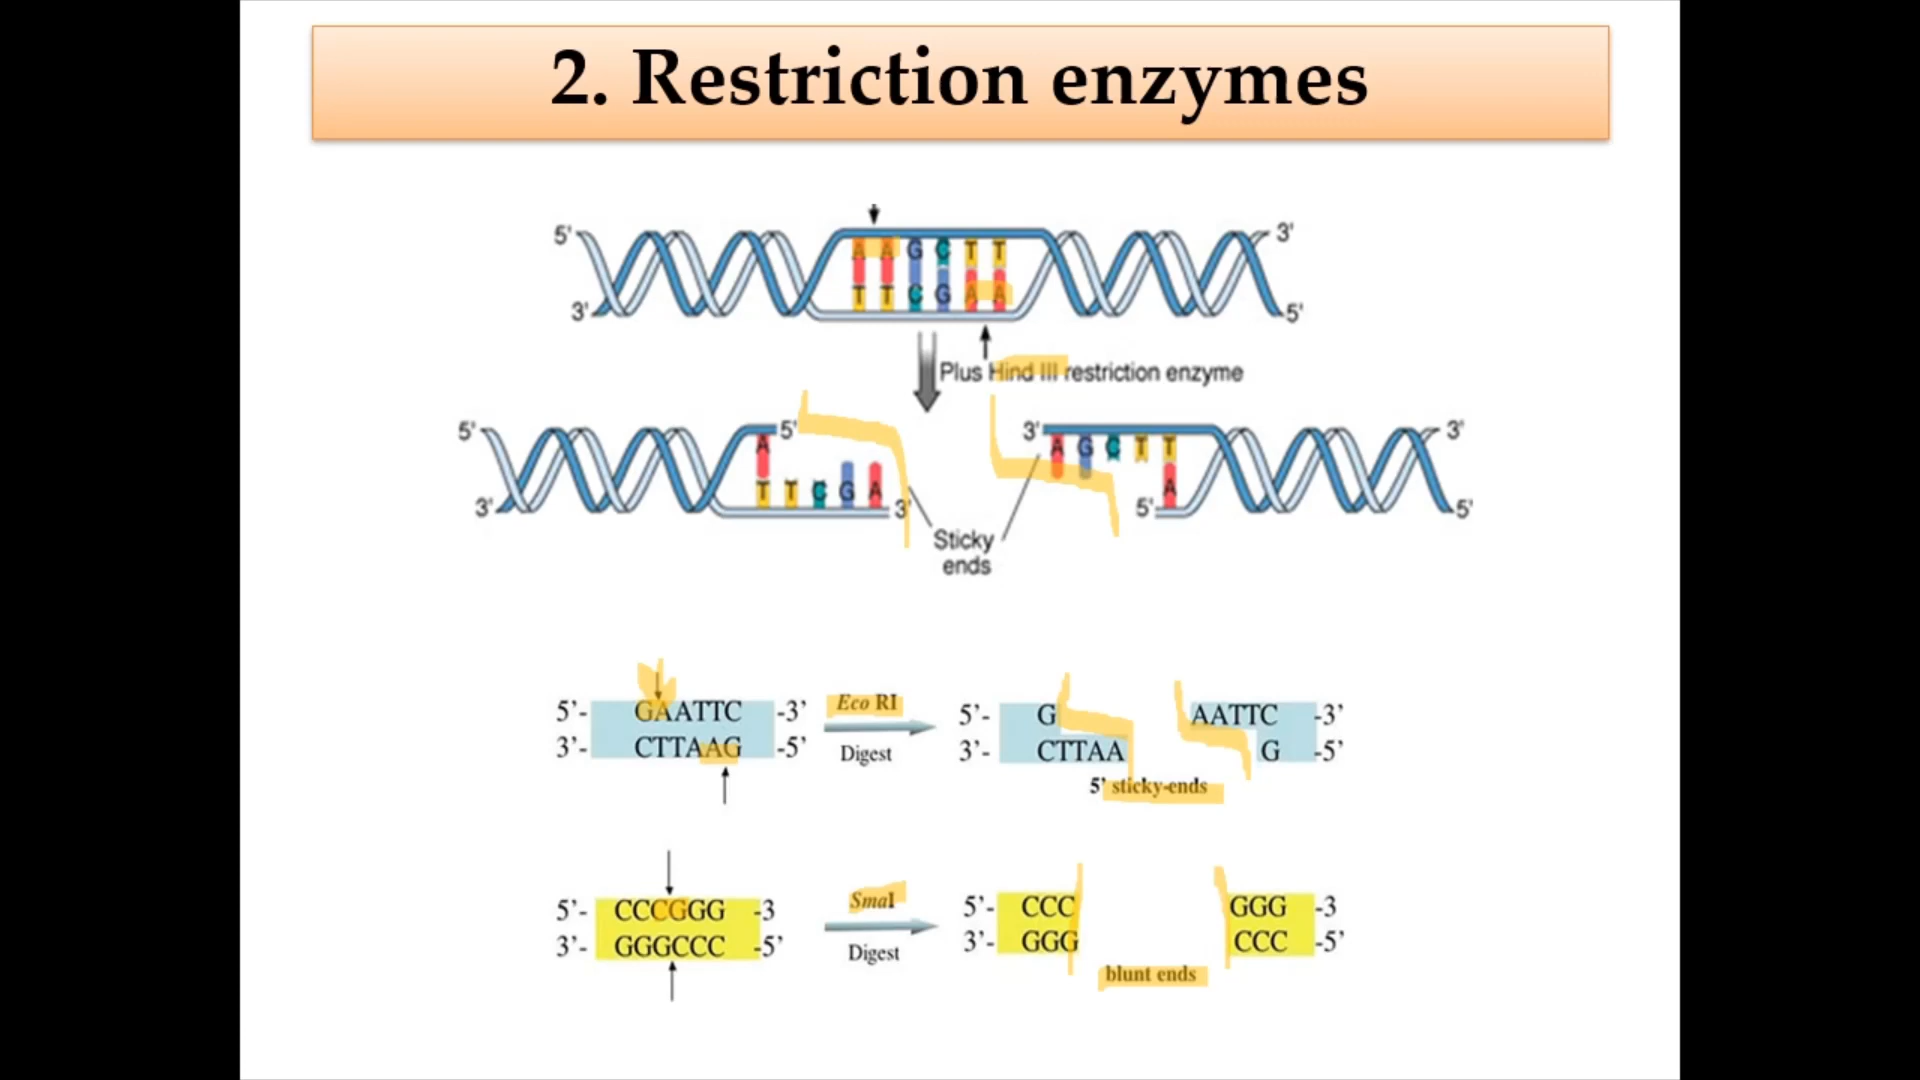 2. Restriction enzymes
5' A A G C T T 3'
3' T T C G A A 5'
Plus Hind III restriction enzyme
5' A 5' 3' A G C T T 3'
3' T T C G A 3' 5' A 5'
Sticky
ends
5’- GAATTC -3’ Eco RI 5’- G AATTC -3’
3’- CTTAAG -5’ Digest 3’- CTTAA G -5’
5’ sticky-ends
5’- CCCGGG -3 SmaI 5’- CCC GGG -3
3’- GGGCCC -5’ Digest 3’- GGG CCC -5’
blunt ends